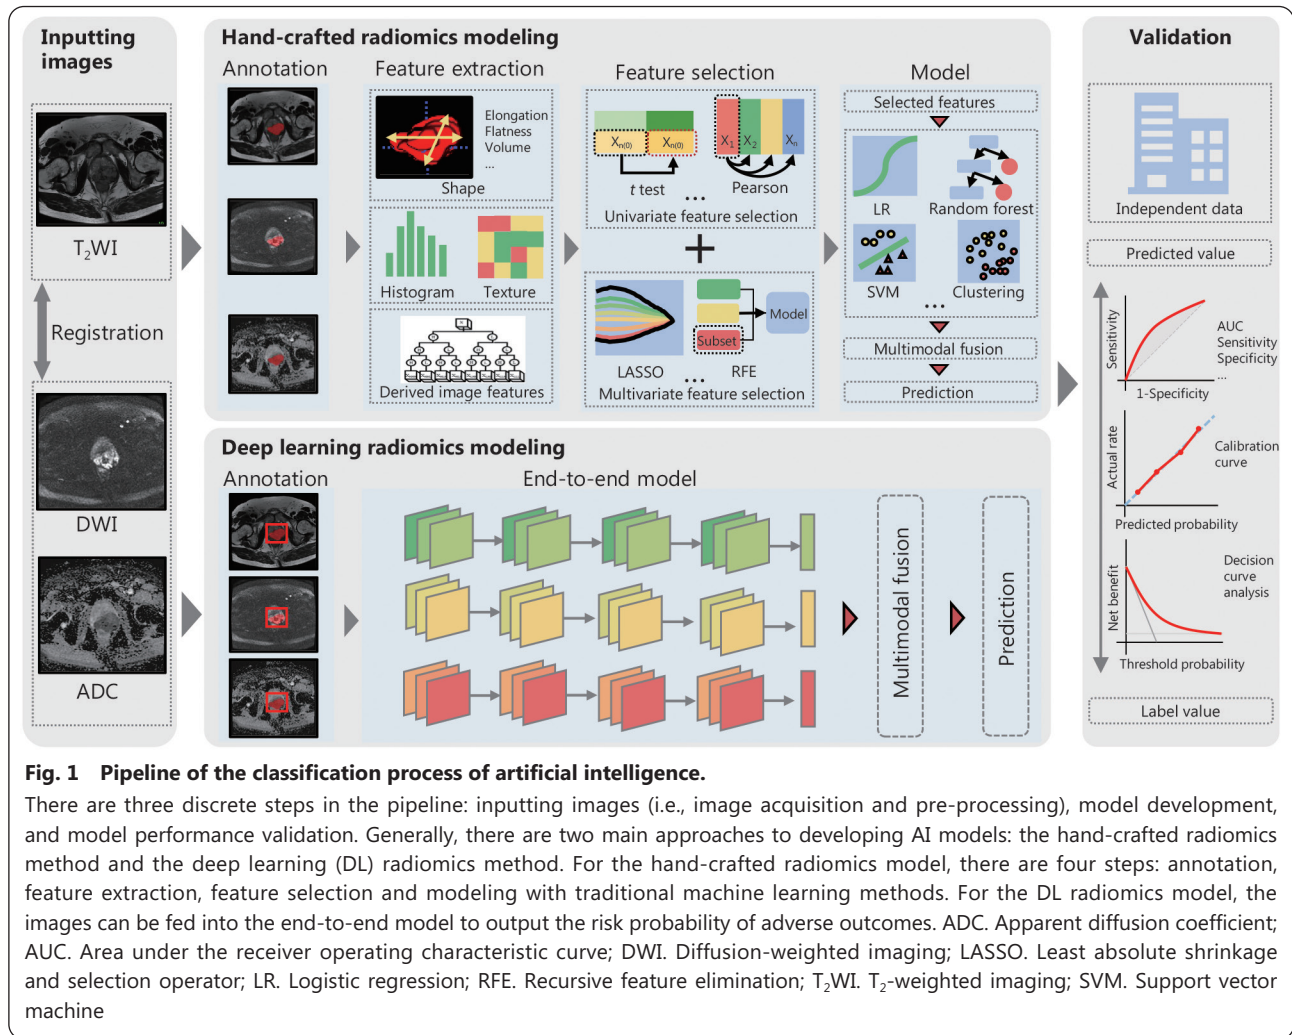 Inputting
images
T2WI
Registration
DWI
ADC
Hand-crafted radiomics modeling
Annotation
Feature extraction
Elongation
Flatness
Volume
...
Shape
Histogram
Texture
Derived image features
Feature selection
Xn(0)
Xn(0)
t test
X1
X2
Xn
Pearson
...
Univariate feature selection
+
LASSO
Subset
Model
RFE
...
Multivariate feature selection
Model
Selected features
LR
Random forest
SVM
...
Clustering
Multimodal fusion
Prediction
Deep learning radiomics modeling
Annotation
End-to-end model
Multimodal fusion
Prediction
Validation
Independent data
Predicted value
Sensitivity
1-Specificity
AUC
Sensitivity
Specificity
...
Actual rate
Predicted probability
Calibration
curve
Net benefit
Threshold probability
Decision
curve
analysis
Label value
Fig. 1 Pipeline of the classification process of artificial intelligence.
There are three discrete steps in the pipeline: inputting images (i.e., image acquisition and pre-processing), model development,
and model performance validation. Generally, there are two main approaches to developing AI models: the hand-crafted radiomics
method and the deep learning (DL) radiomics method. For the hand-crafted radiomics model, there are four steps: annotation,
feature extraction, feature selection and modeling with traditional machine learning methods. For the DL radiomics model, the
images can be fed into the end-to-end model to output the risk probability of adverse outcomes. ADC. Apparent diffusion coefficient;
AUC. Area under the receiver operating characteristic curve; DWI. Diffusion-weighted imaging; LASSO. Least absolute shrinkage
and selection operator; LR. Logistic regression; RFE. Recursive feature elimination; T2WI. T2-weighted imaging; SVM. Support vector
machine